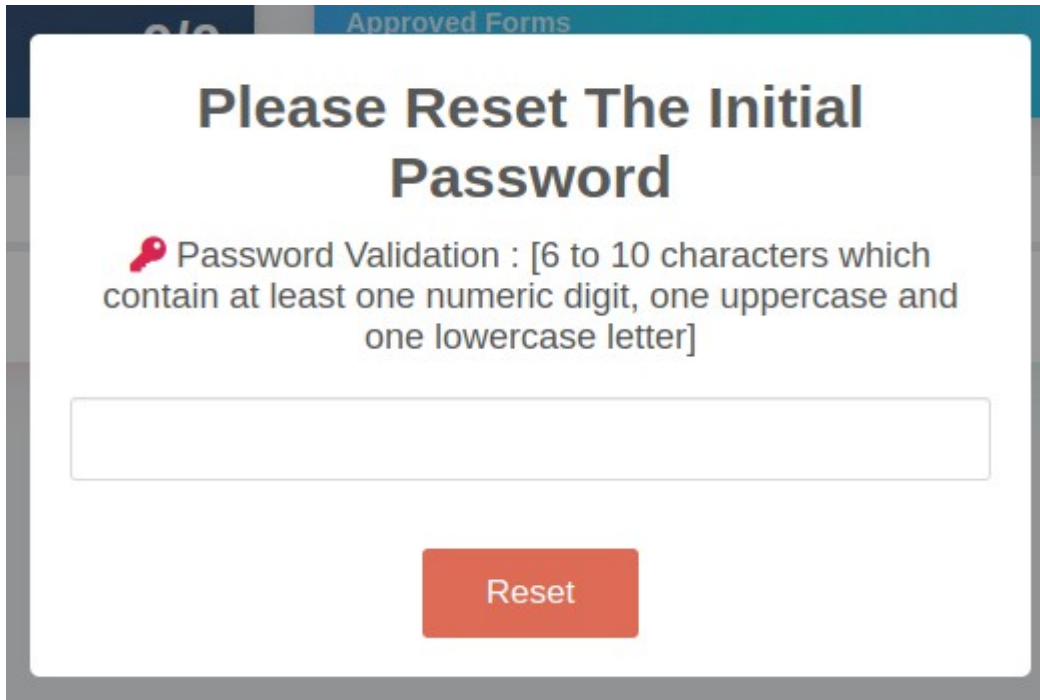 Approved Forms
Please Reset The Initial
Password
Password Validation : [6 to 10 characters which
contain at least one numeric digit, one uppercase and
one lowercase letter]
Reset